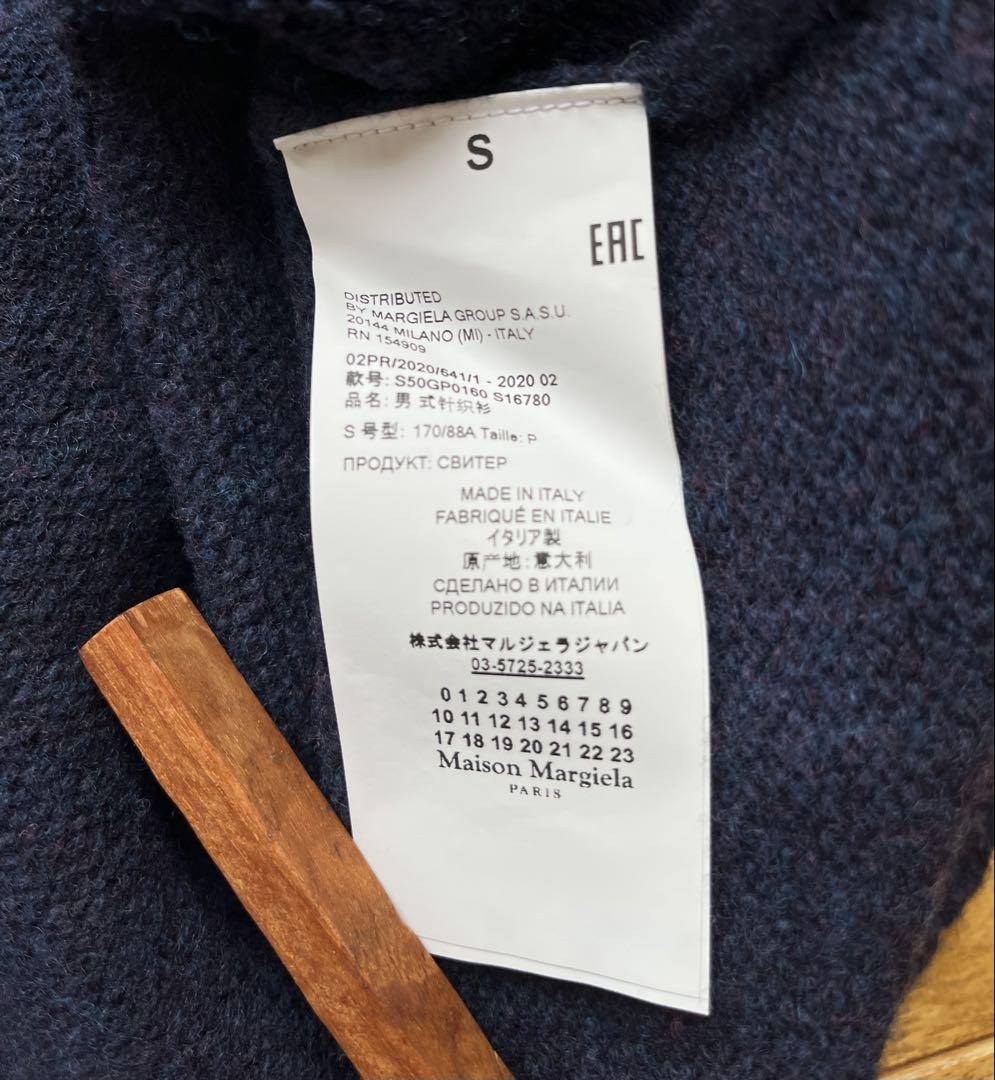 S
EAC
DISTRIBUTED
BY MARGIELA GROUP S.A.S.U.
20144 MILANO (MI) - ITALY
RN 154909
02PR/2020/641/1 - 2020 02
款号: S50GP0160 S16780
品名: 男 式针织衫
S 号型: 170/88A Taille: P
ПРОДУКТ: СВИТЕР
MADE IN ITALY
FABRIQUÉ EN ITALIE
イタリア製
原产地:意大利
СДЕЛАНО В ИТАЛИИ
PRODUZIDO NA ITALIA
株式会社マルジェラジャパン
03-5725-2333
0 1 2 3 4 5 6 7 8 9
10 11 12 13 14 15 16
17 18 19 20 21 22 23
Maison Margiela
PARIS